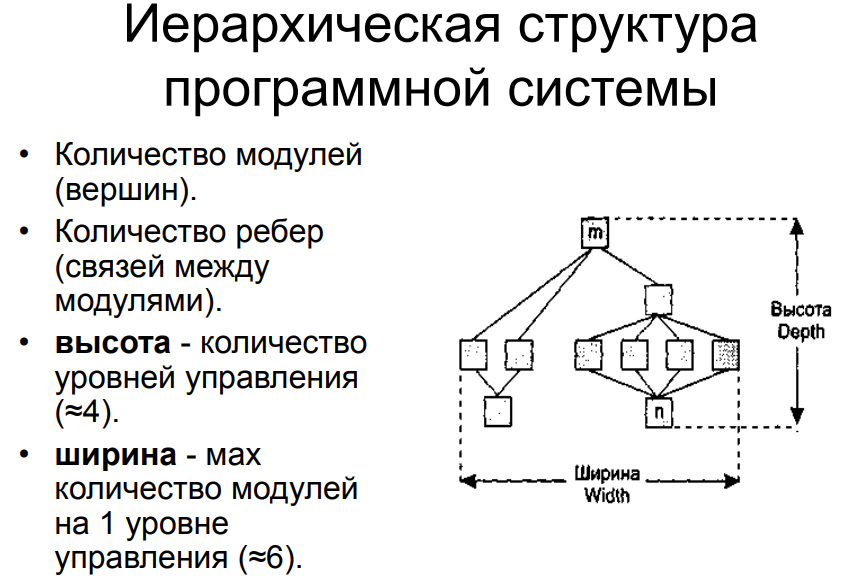 Иерархическая структура
программной системы
• Количество модулей
(вершин).
• Количество ребер
(связей между
модулями).
• высота - количество
уровней управления
(≈4).
• ширина - мах
количество модулей
на 1 уровне
управления (≈6).
m
Высота
Depth
n
Ширина
Width